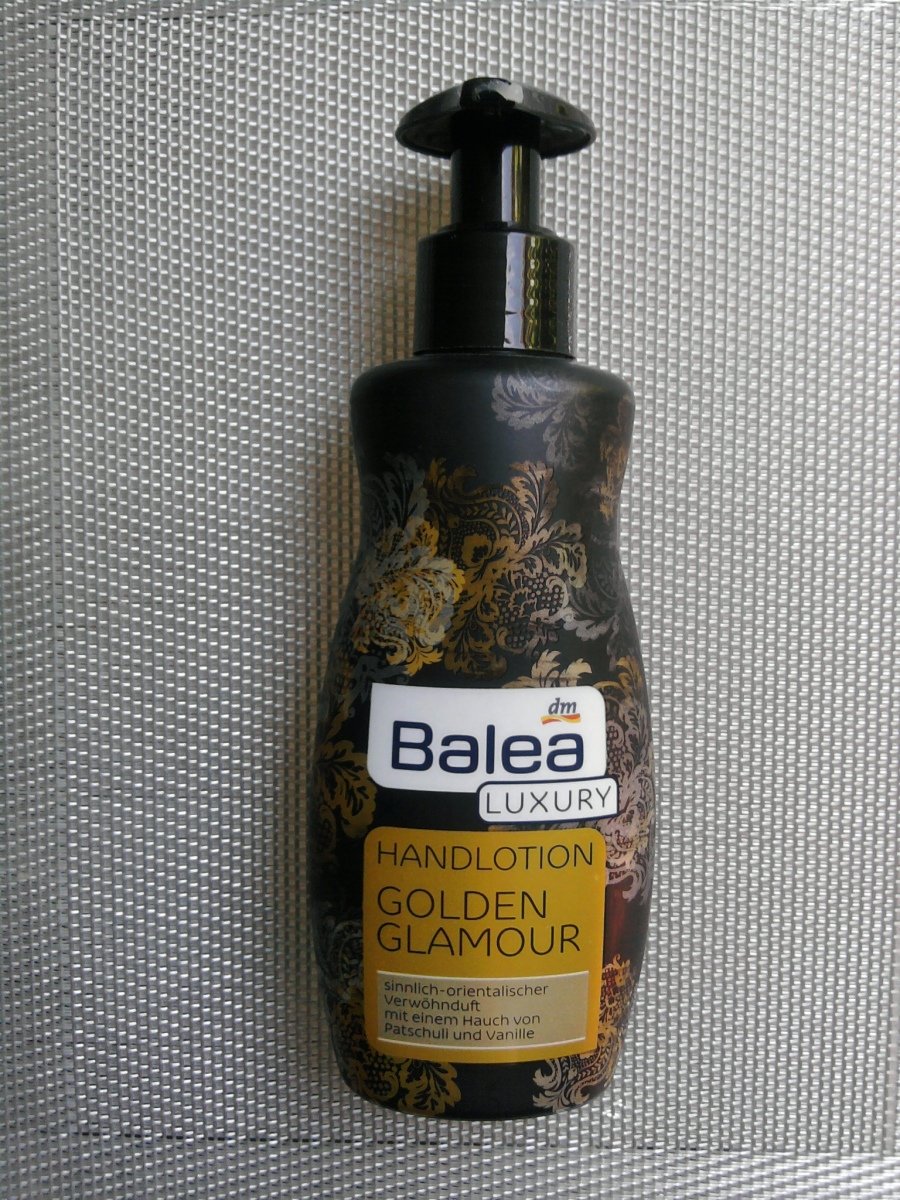 dm
Balea
LUXURY
HANDLOTION
GOLDEN
GLAMOUR
sinnlich-orientalischer
Verwöhnduft
mit einem Hauch von
Patschuli und Vanille